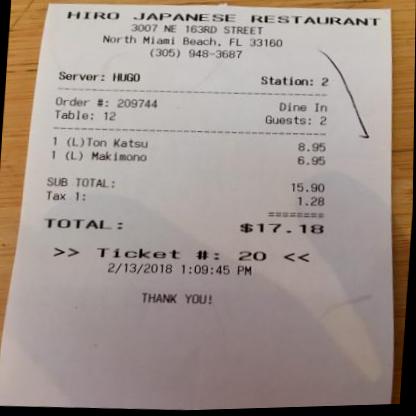 HIRO JAPANESE RESTAURANT
3007 NE 163RD STREET
North Miami Beach, FL 33160
(305) 948-3687
Server: HUGO Station: 2
Order #: 209744 Dine In
Table: 12 Guests: 2
1 (L)Ton Katsu 8.95
1 (L) Makimono 6.95
SUB TOTAL: 15.90
Tax 1: 1.28
========
TOTAL: $17.18
>> Ticket #: 20 <<
2/13/2018 1:09:45 PM
THANK YOU!